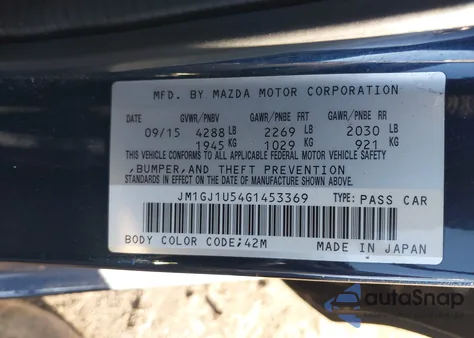 MFD. BY MAZDA MOTOR CORPORATION
DATE GVWR/PNBV GAWR/PNBE FRT GAWR/PNBE RR
09/15 4288 LB 2269 LB 2030 LB
1945 KG 1029 KG 921 KG
THIS VEHICLE CONFORMS TO ALL APPLICABLE FEDERAL MOTOR VEHICLE SAFETY
,BUMPER,AND THEFT PREVENTION
STANDARDS IN EFFECT ON THE DATE OF MANUFACTURE SHOWN ABOVE.
JM1GJ1U54G1453369 TYPE: PASS CAR
BODY COLOR CODE;42M MADE IN JAPAN
autoSnap